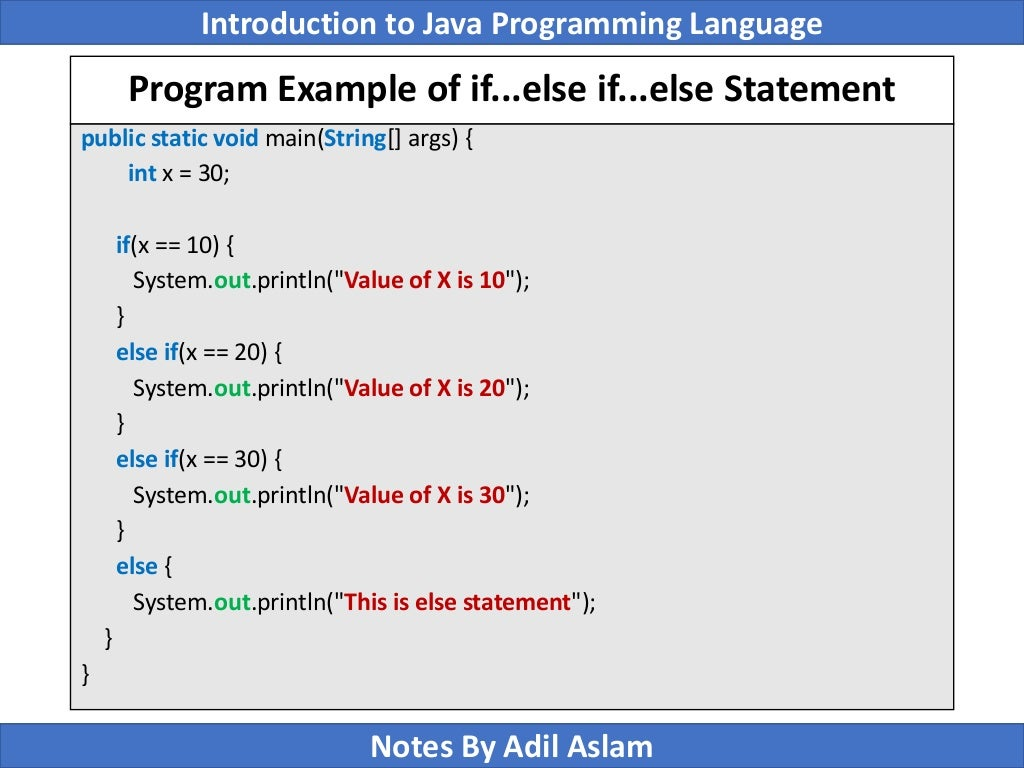 Introduction to Java Programming Language
Program Example of if...else if...else Statement
public static void main(String[] args) {
int x = 30;
if(x == 10) {
System.out.println("Value of X is 10");
}
else if(x == 20) {
System.out.println("Value of X is 20");
}
else if(x == 30) {
System.out.println("Value of X is 30");
}
else {
System.out.println("This is else statement");
}
}
Notes By Adil Aslam